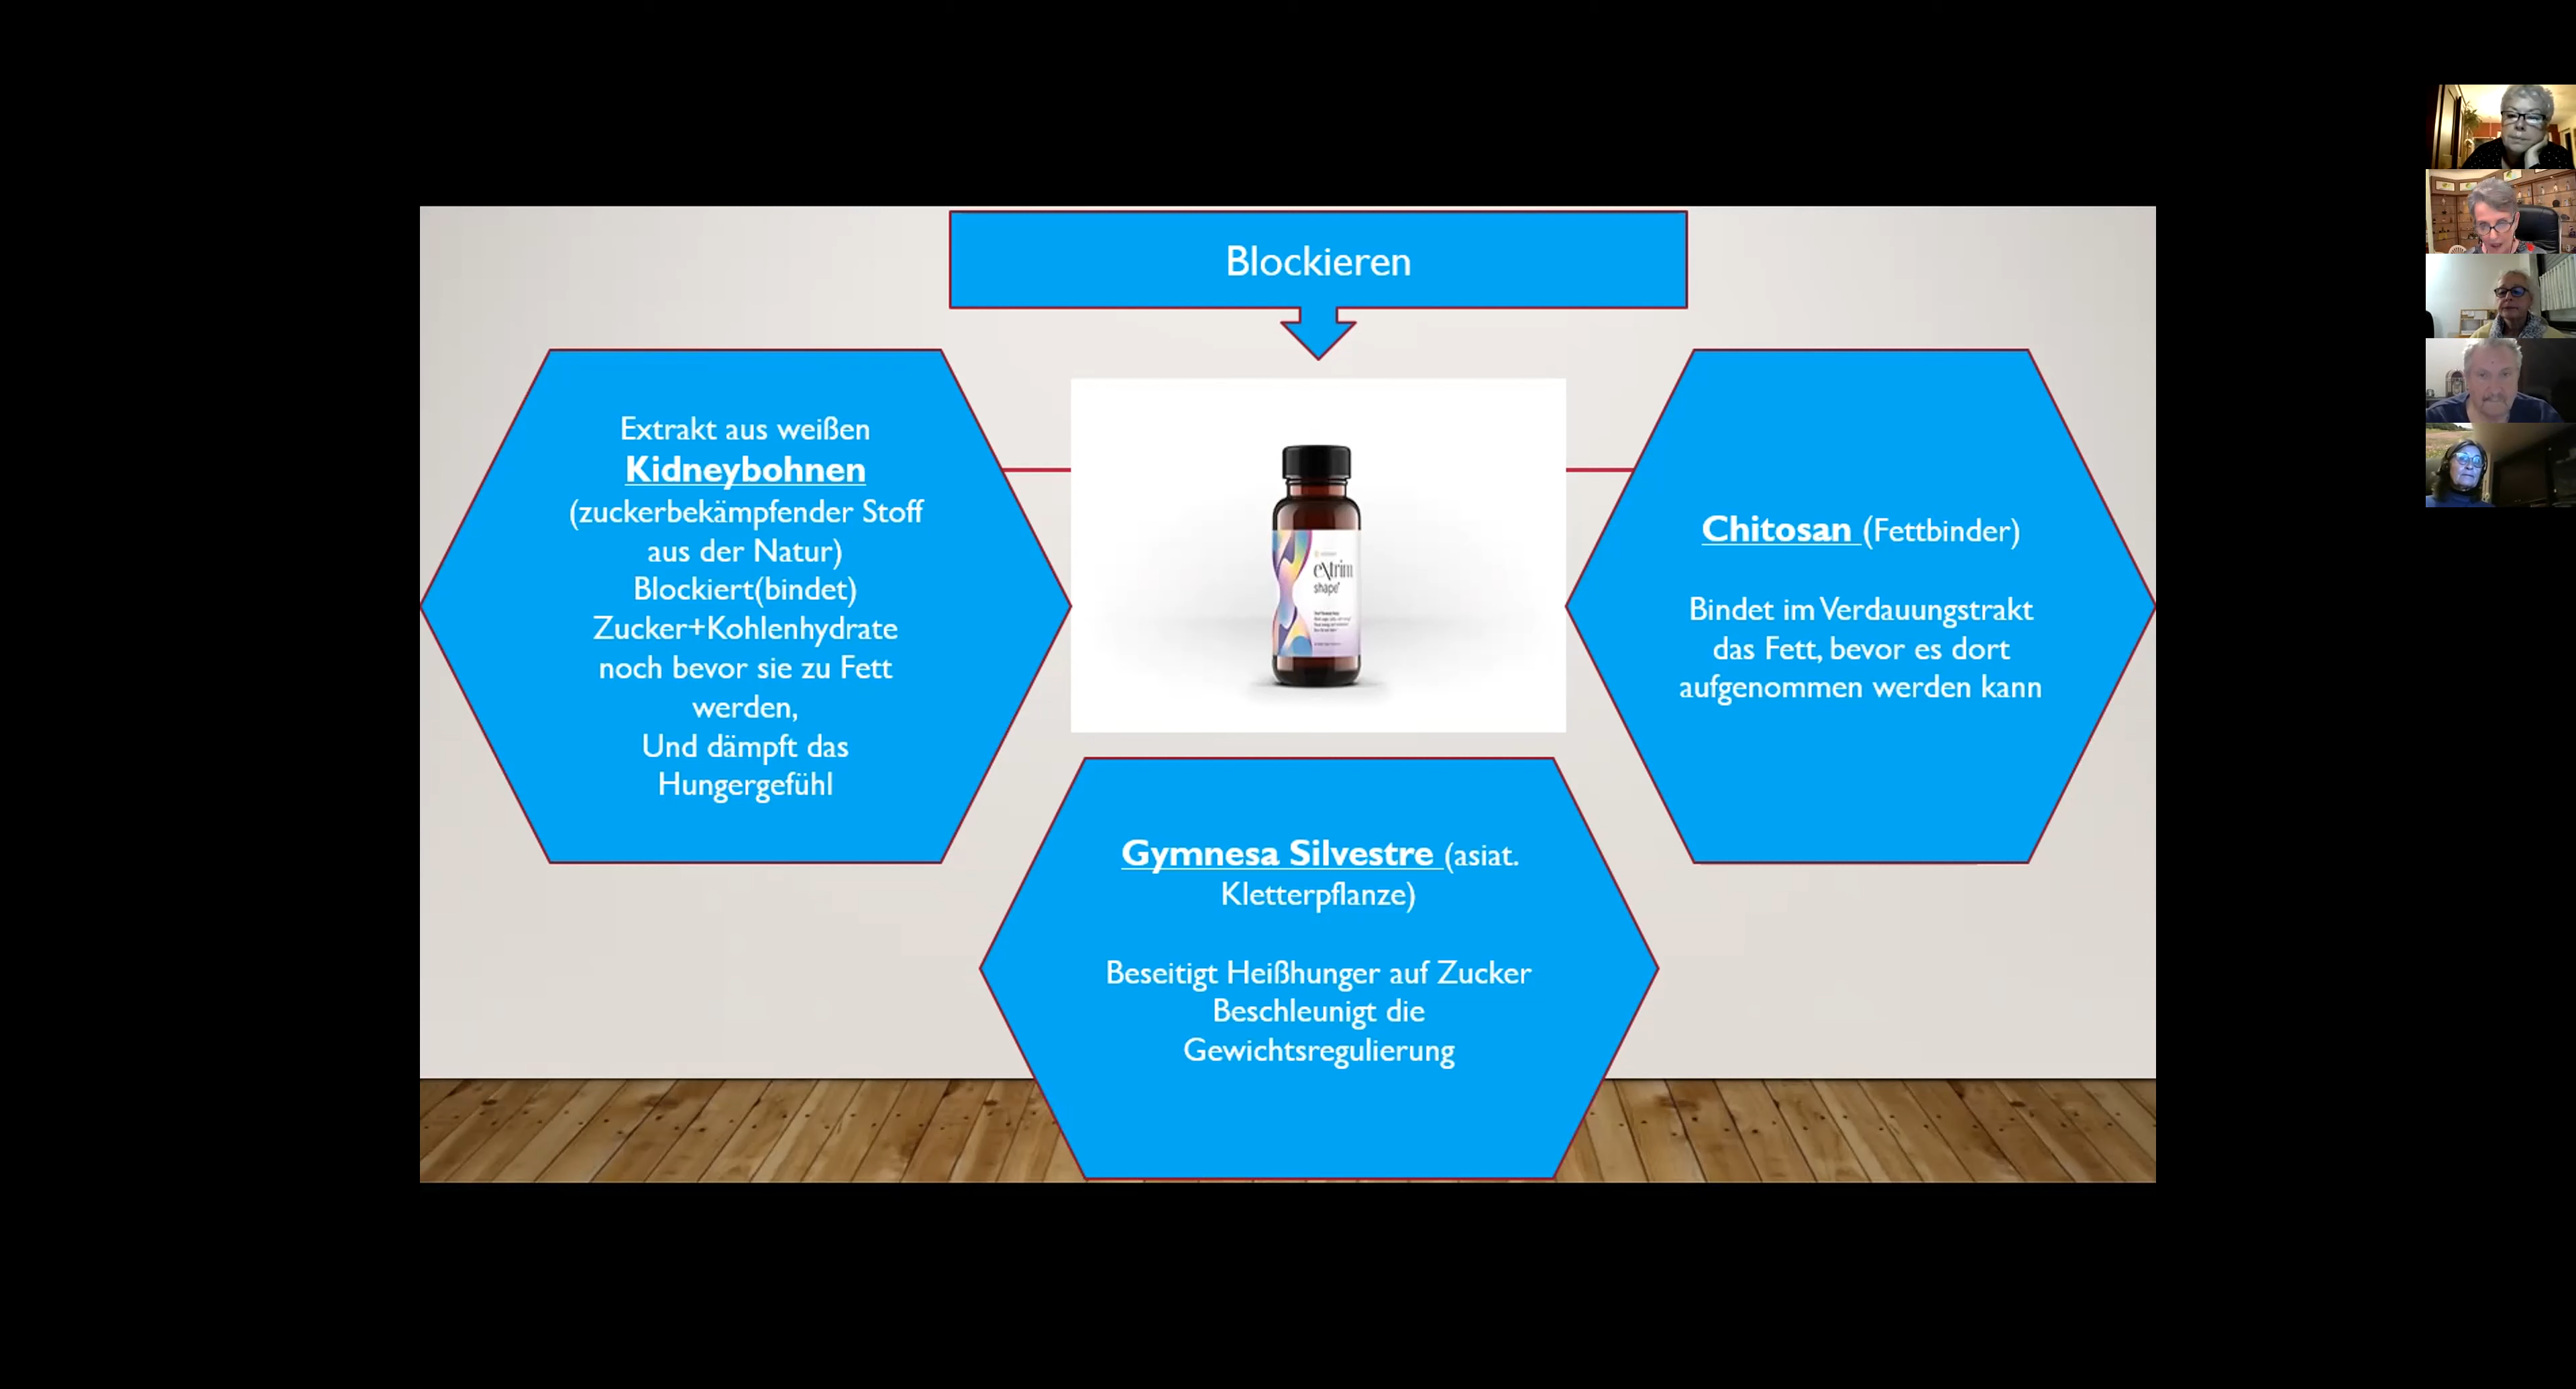 Blockieren
Extrakt aus weißen
Kidneybohnen
(zuckerbekämpfender Stoff
aus der Natur)
Blockiert(bindet)
Zucker+Kohlenhydrate
noch bevor sie zu Fett
werden,
Und dämpft das
Hungergefühl
eXtrim
shape
Chitosan (Fettbinder)
Bindet im Verdauungstrakt
das Fett, bevor es dort
aufgenommen werden kann
Gymnesa Silvestre (asiat.
Kletterpflanze)
Beseitigt Heißhunger auf Zucker
Beschleunigt die
Gewichtsregulierung